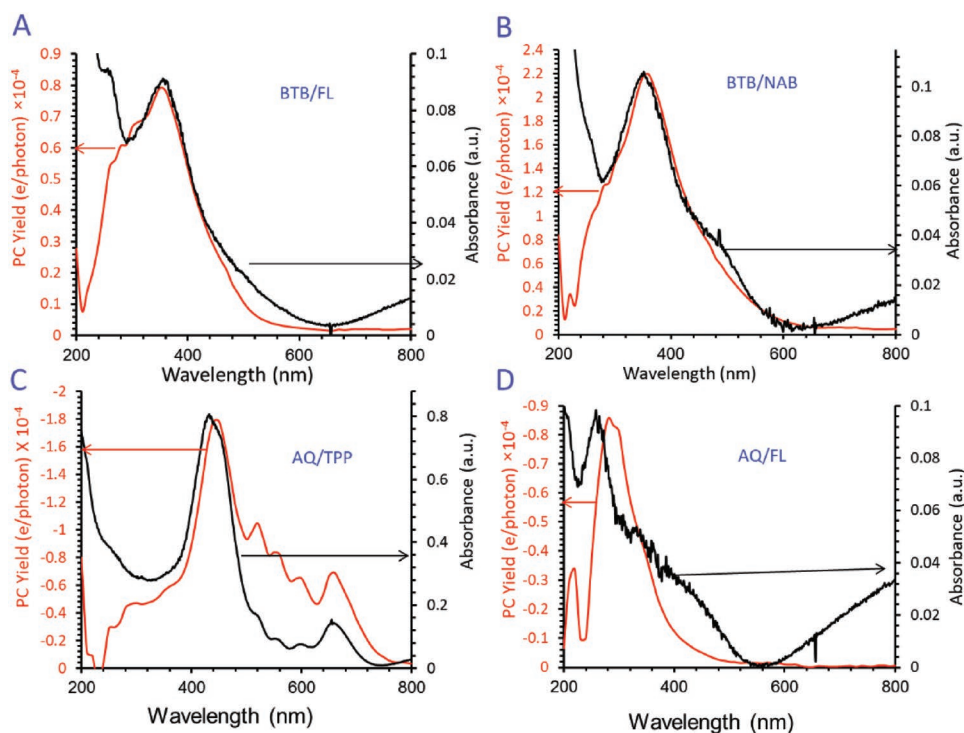 A
PC Yield (e/photon) ×10⁻⁴
0.9
0.8
0.7
0.6
0.5
0.4
0.3
0.2
0.1
0
BTB/FL
0.1
0.08
0.06
0.04
0.02
0
Absorbance (a.u.)
200 400 600 800
Wavelength (nm)
B
PC Yield (e/photon) ×10⁻⁴
2.4
2.2
2
1.8
1.6
1.4
1.2
1
0.8
0.6
0.4
0.2
0
BTB/NAB
0.1
0.08
0.06
0.04
0.02
0
Absorbance (a.u.)
200 400 600 800
Wavelength (nm)
C
PC Yield (e/photon) X 10⁻⁴
-2
-1.8
-1.6
-1.4
-1.2
-1
-0.8
-0.6
-0.4
-0.2
0
AQ/TPP
0.8
0.6
0.4
0.2
0
Absorbance (a.u.)
200 400 600 800
Wavelength (nm)
D
PC Yield (e/photon) ×10⁻⁴
-0.9
-0.8
-0.7
-0.6
-0.5
-0.4
-0.3
-0.2
-0.1
0
AQ/FL
0.1
0.08
0.06
0.04
0.02
0
Absorbance (a.u.)
200 400 600 800
Wavelength (nm)